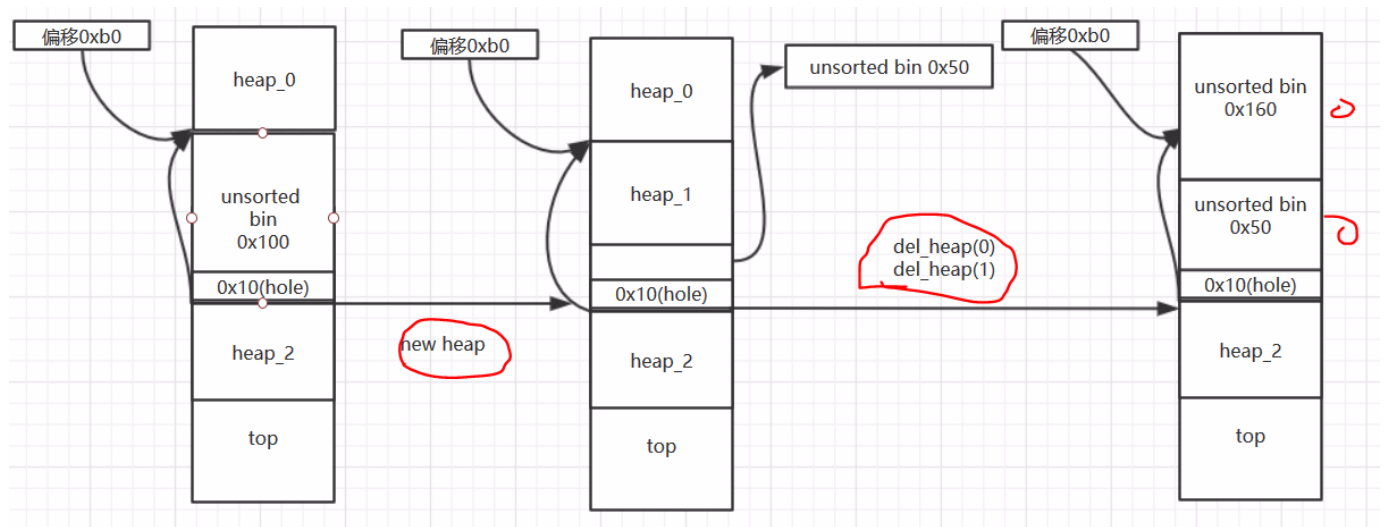 偏移0xb0
heap_0
unsorted
bin
0x100
0x10(hole)
heap_2
top
new heap
偏移0xb0
heap_0
heap_1
0x10(hole)
heap_2
top
unsorted bin 0x50
del_heap(0)
del_heap(1)
偏移0xb0
unsorted bin
0x160
unsorted bin
0x50
0x10(hole)
heap_2
top